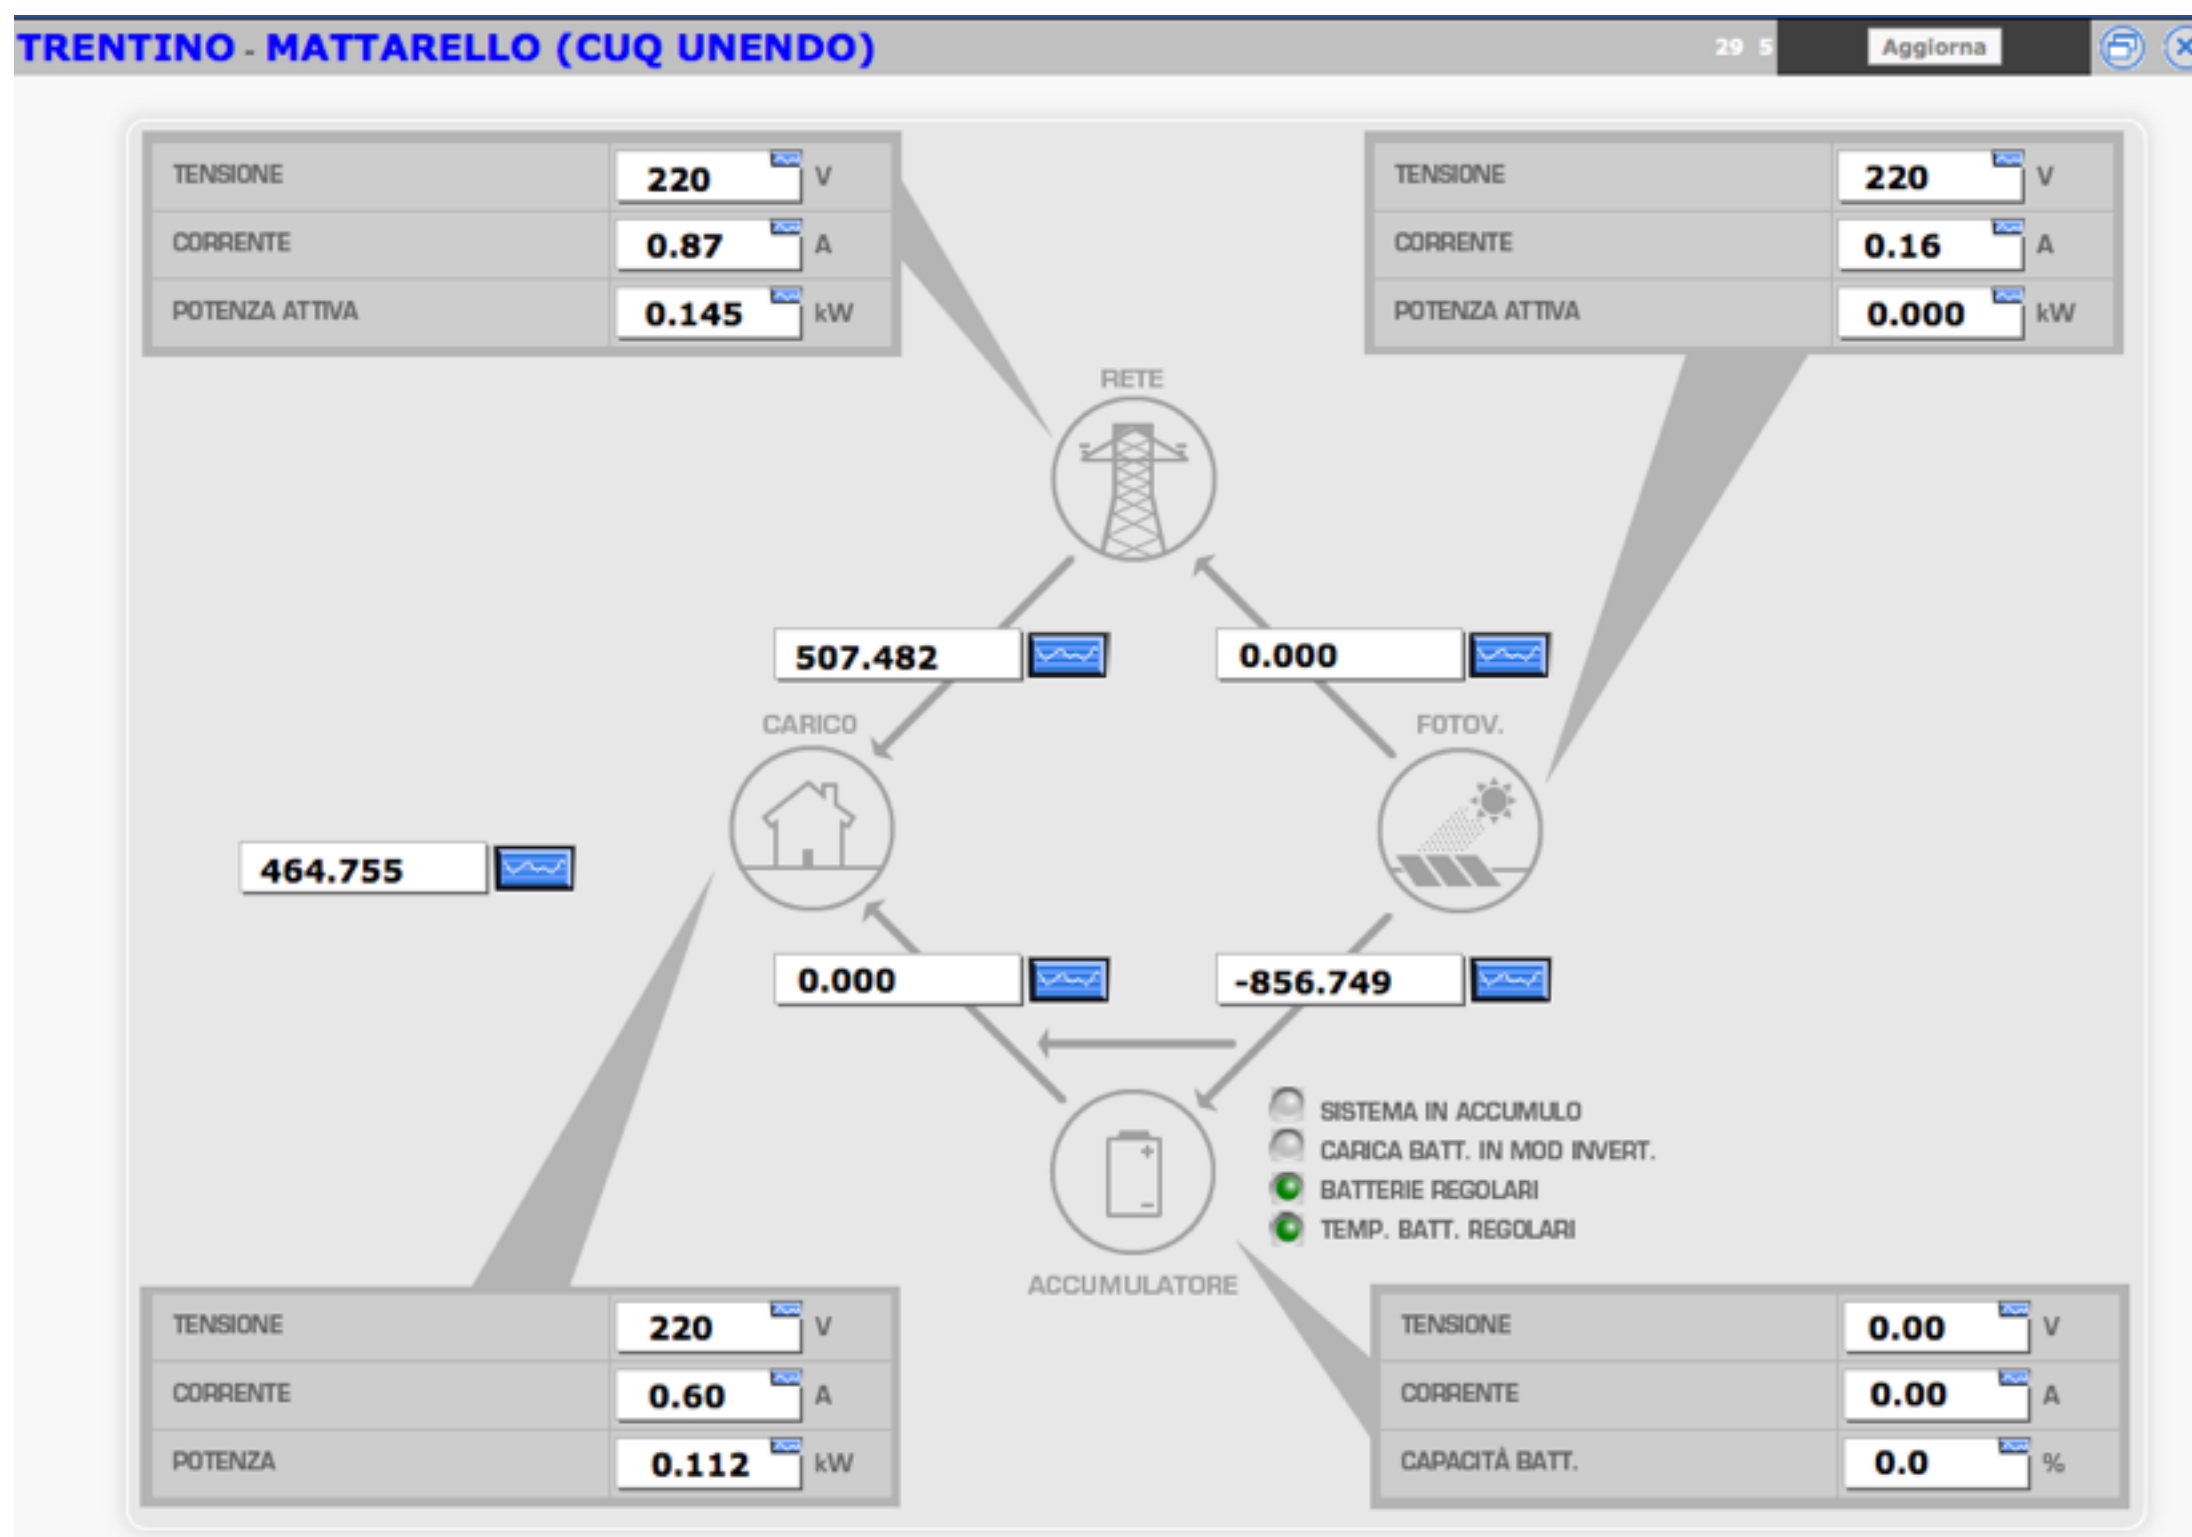 TRENTINO - MATTARELLO (CUQ UNENDO)
29 5
Aggiorna
TENSIONE 220 V
CORRENTE 0.87 A
POTENZA ATTIVA 0.145 kW
TENSIONE 220 V
CORRENTE 0.16 A
POTENZA ATTIVA 0.000 kW
RETE
507.482
0.000
CARICO
FOTOV.
464.755
0.000
-856.749
SISTEMA IN ACCUMULO
CARICA BATT. IN MOD INVERT.
BATTERIE REGOLARI
TEMP. BATT. REGOLARI
ACCUMULATORE
TENSIONE 220 V
CORRENTE 0.60 A
POTENZA 0.112 kW
TENSIONE 0.00 V
CORRENTE 0.00 A
CAPACITÀ BATT. 0.0 %